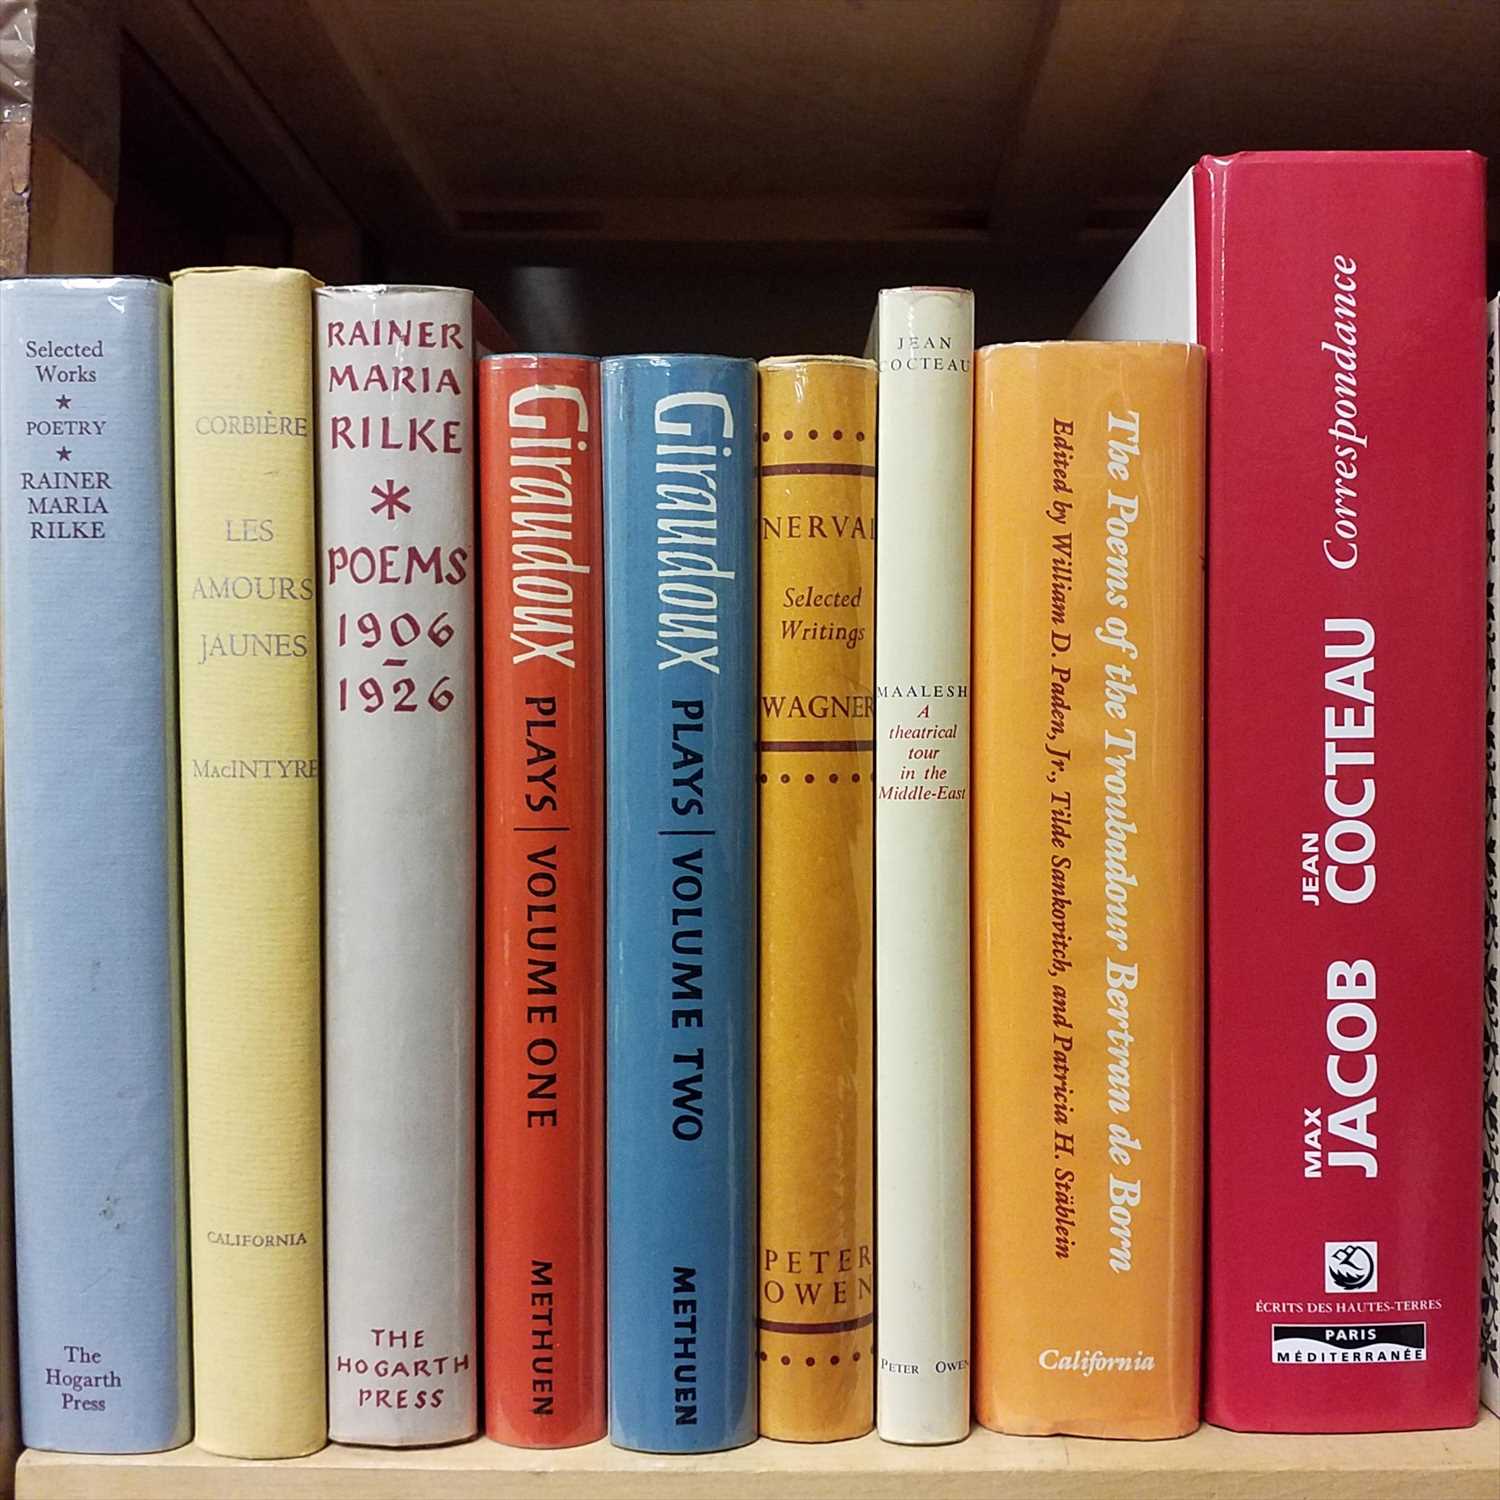 Selected
Works
★
POETRY
★
RAINER
MARIA
RILKE
The
Hogarth
Press
CORBIÈRE
LES
AMOURS
JAUNES
MACINTYRE
CALIFORNIA
RAINER
MARIA
RILKE
*
POEMS
1906
–
1926
THE
HOGARTH
PRESS
Giraudoux PLAYS | VOLUME ONE METHUEN
Giraudoux PLAYS | VOLUME TWO METHUEN
NERVAL
Selected
Writings
WAGNER
PETER
OWEN
JEAN
COCTEAU
MAALESH
A
theatrical
tour
in the
Middle-East
PETER OWEN
The Poems of the Troubadour Bertran de Born
Edited by William D. Paden, Jr., Tilde Sankovitch, and Patricia H. Stäblein
California
MAX JACOB JEAN COCTEAU Correspondance
ÉCRITS DES HAUTES-TERRES
PARIS
MÉDITERRANÉE